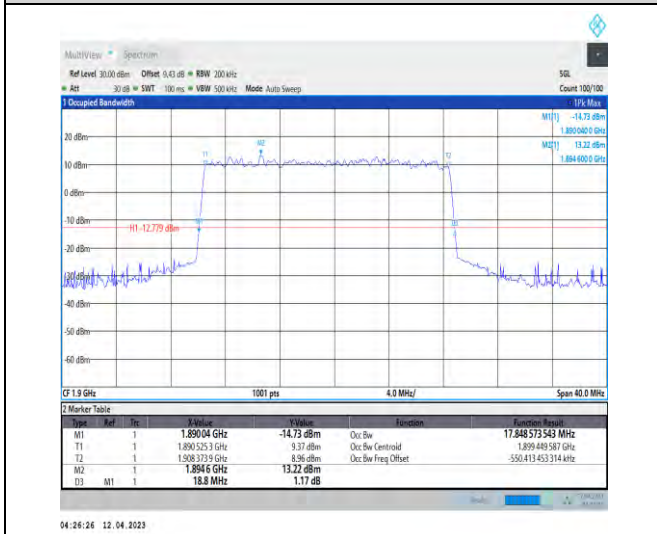 MultiView Spectrum
Ref Level 30.00 dBm Offset 0.43 dB RBW 200 kHz SGL
Att 30 dB SWT 100 ms VBW 500 kHz Mode Auto Sweep Count 100/100
1 Occupied Bandwidth 1Pk Max
M1[1] -14.73 dBm
1.890 040 0 GHz
M2[1] 13.22 dBm
1.894 600 0 GHz
20 dBm
M2
T1 T2
10 dBm
0 dBm
-10 dBm
H1 -12.779 dBm
M1 D3
-20 dBm
-30 dBm
-40 dBm
-50 dBm
-60 dBm
CF 1.9 GHz 1001 pts 4.0 MHz/ Span 40.0 MHz
2 Marker Table
Type Ref Trc X-Value Y-Value Function Function Result
M1 1 1.890 04 GHz -14.73 dBm Occ Bw 17.848 573 543 MHz
T1 1 1.890 525 3 GHz 9.37 dBm Occ Bw Centroid 1.899 449 587 GHz
T2 1 1.908 373 9 GHz 8.96 dBm Occ Bw Freq Offset -550.413 453 314 kHz
M2 1 1.894 6 GHz 13.22 dBm
D3 M1 1 18.8 MHz 1.17 dB
04:26:26 12.04.2023